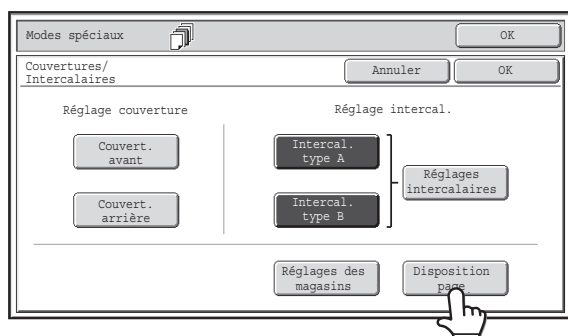 Modes spéciaux
OK
Couvertures/
Intercalaires
Annuler
OK
Réglage couverture
Réglage intercal.
Couvert.
avant
Intercal.
type A
Réglages
intercalaires
Couvert.
arrière
Intercal.
type B
Réglages des
magasins
Disposition
page